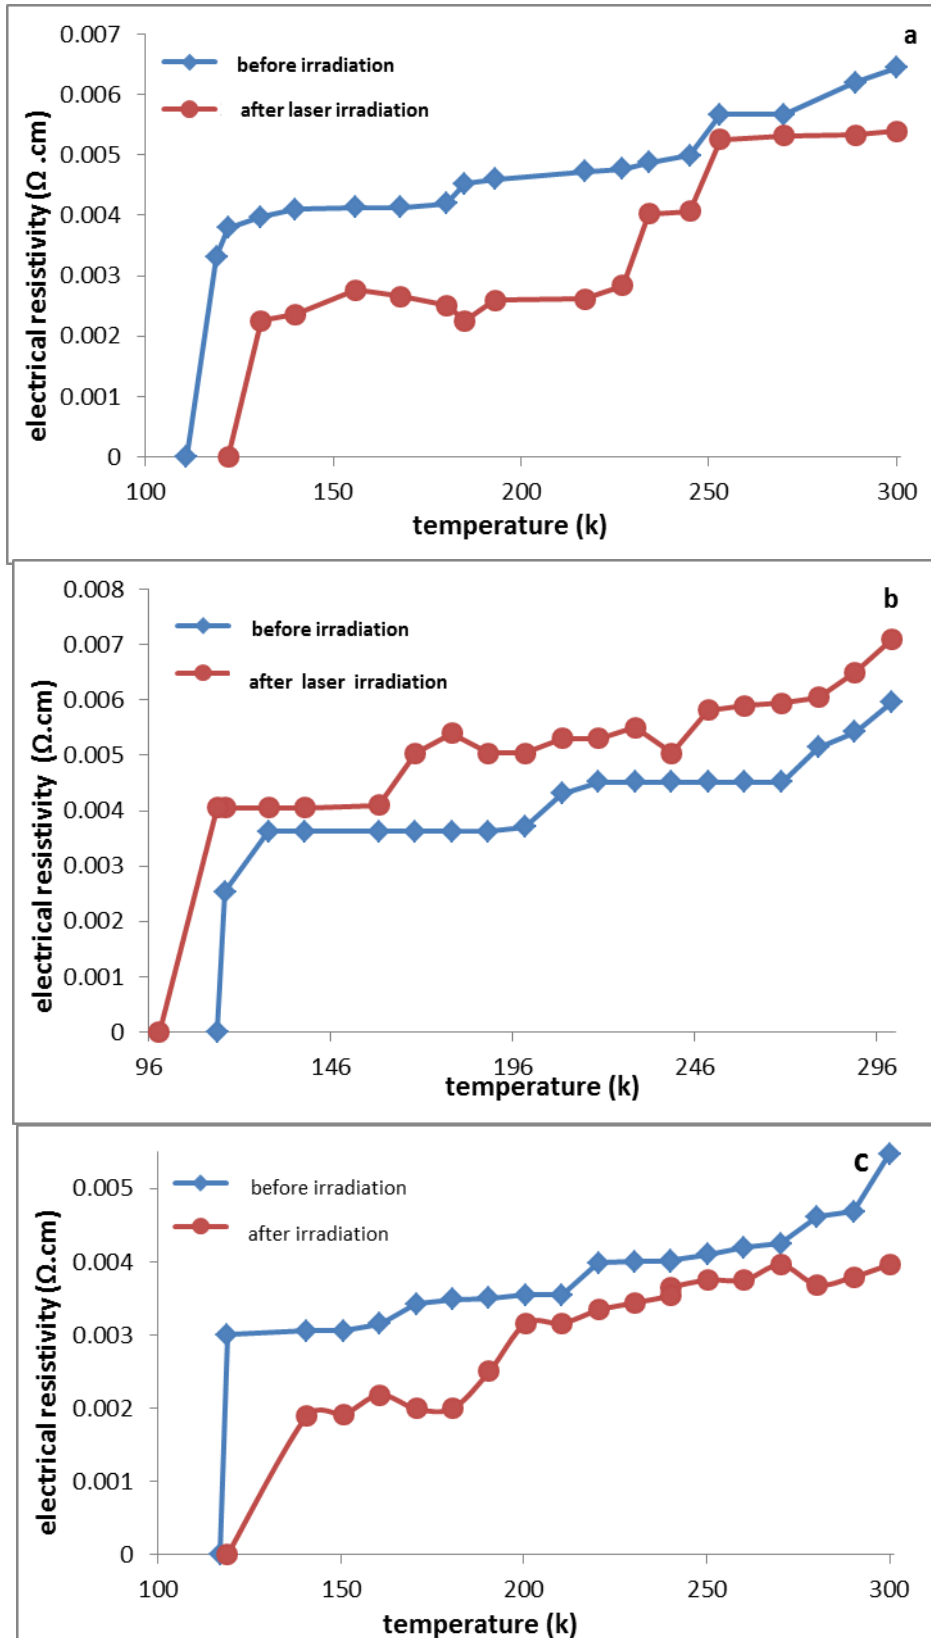 a
before irradiation
after laser irradiation
electrical resistivity (Ω .cm)
0.007
0.006
0.005
0.004
0.003
0.002
0.001
0
100 150 200 250 300
temperature (k)
b
before irradiation
after laser irradiation
electrical resistivity (Ω.cm)
0.008
0.007
0.006
0.005
0.004
0.003
0.002
0.001
0
96 146 196 246 296
temperature (k)
c
before irradiation
after irradiation
electrical resistivity (Ω.cm)
0.005
0.004
0.003
0.002
0.001
0
100 150 200 250 300
temperature (k)